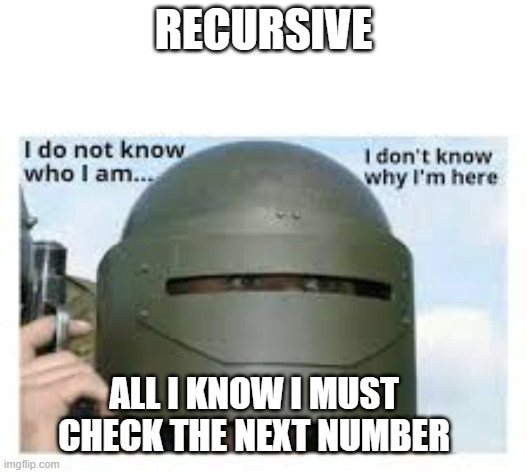 RECURSIVE
I do not know
who I am...
I don't know
why I'm here
ALL I KNOW I MUST
CHECK THE NEXT NUMBER
imgflip.com